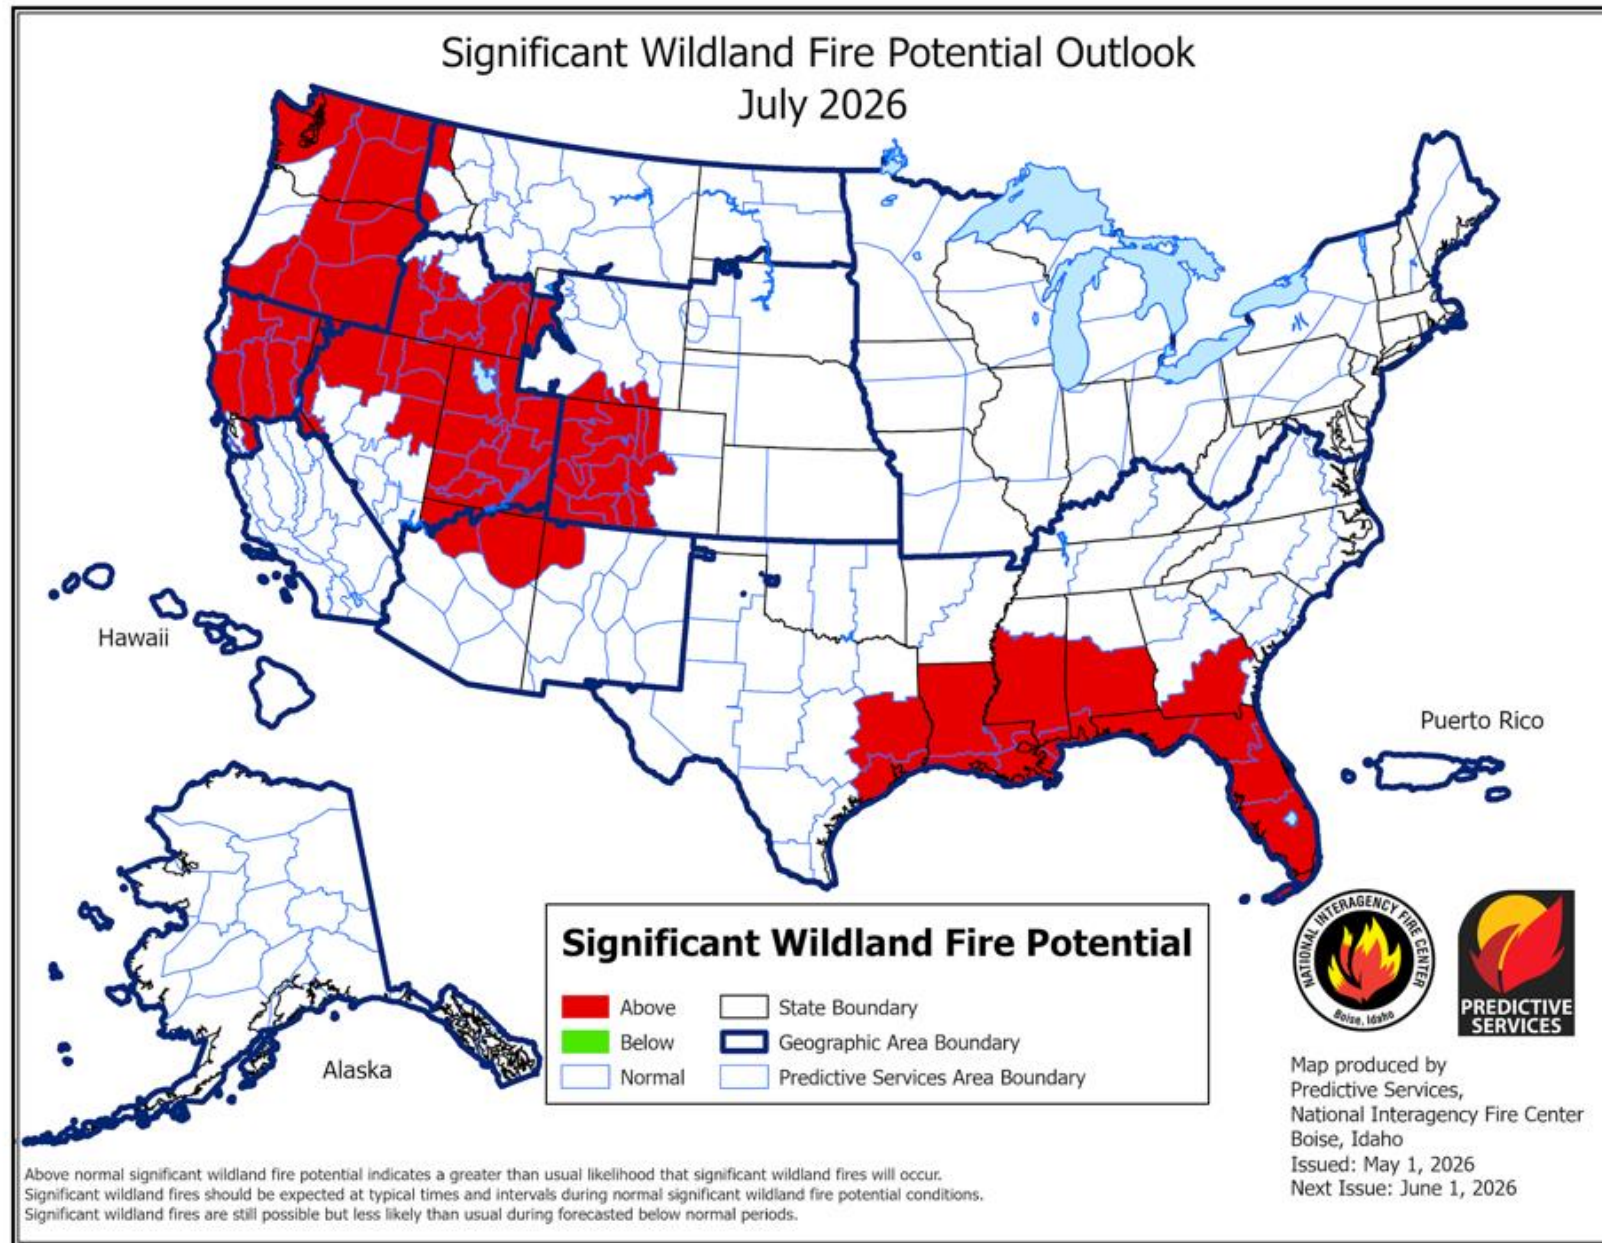 Significant Wildland Fire Potential Outlook
July 2026
Hawaii
Puerto Rico
Alaska
Significant Wildland Fire Potential
Above
State Boundary
Below
Geographic Area Boundary
Normal
Predictive Services Area Boundary
NATIONAL INTERAGENCY FIRE CENTER
Boise, Idaho
PREDICTIVE
SERVICES
Map produced by
Predictive Services,
National Interagency Fire Center
Boise, Idaho
Issued: May 1, 2026
Next Issue: June 1, 2026
Above normal significant wildland fire potential indicates a greater than usual likelihood that significant wildland fires will occur.
Significant wildland fires should be expected at typical times and intervals during normal significant wildland fire potential conditions.
Significant wildland fires are still possible but less likely than usual during forecasted below normal periods.